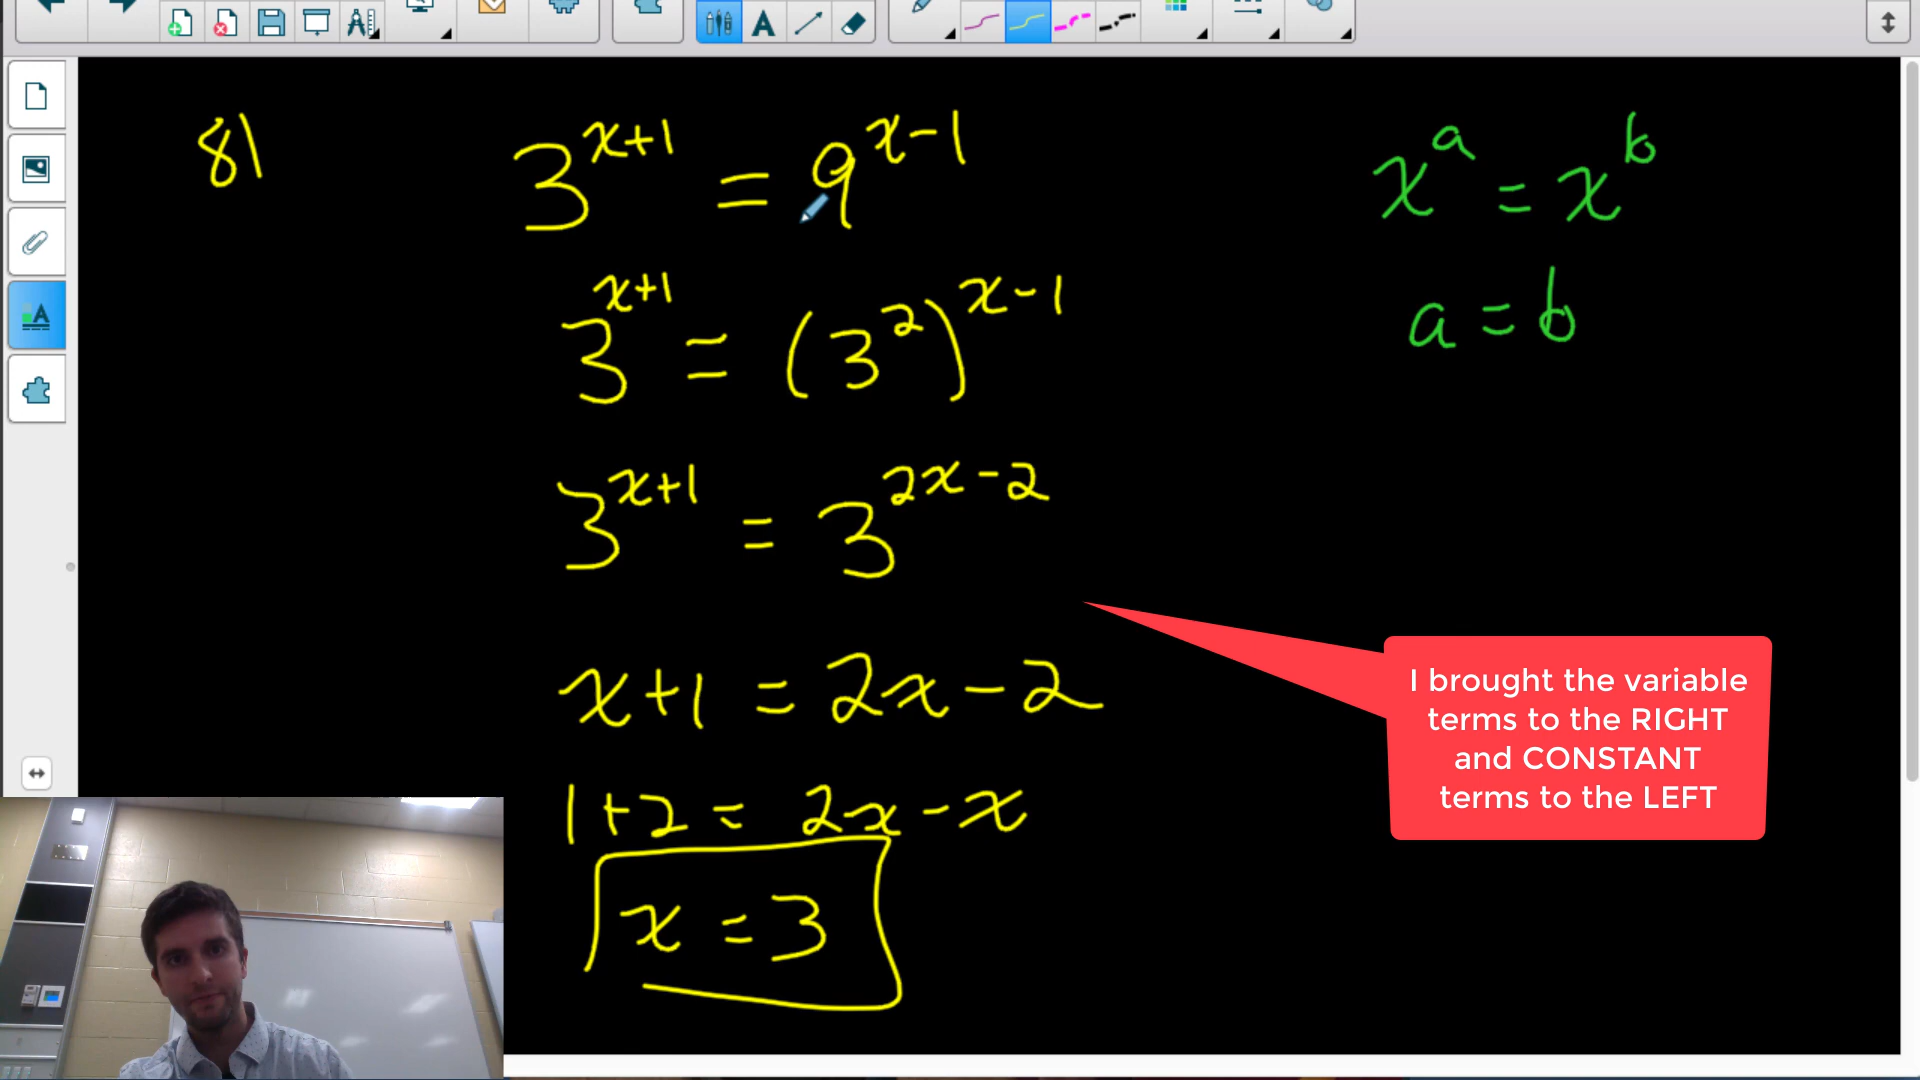 8)
3^{x+1} = 9^{x-1}
3^{x+1} = (3^2)^{x-1}
3^{x+1} = 3^{2x-2}
x+1 = 2x-2
1+2 = 2x-x
x = 3
x^a = x^b
a = b
I brought the variable
terms to the RIGHT
and CONSTANT
terms to the LEFT